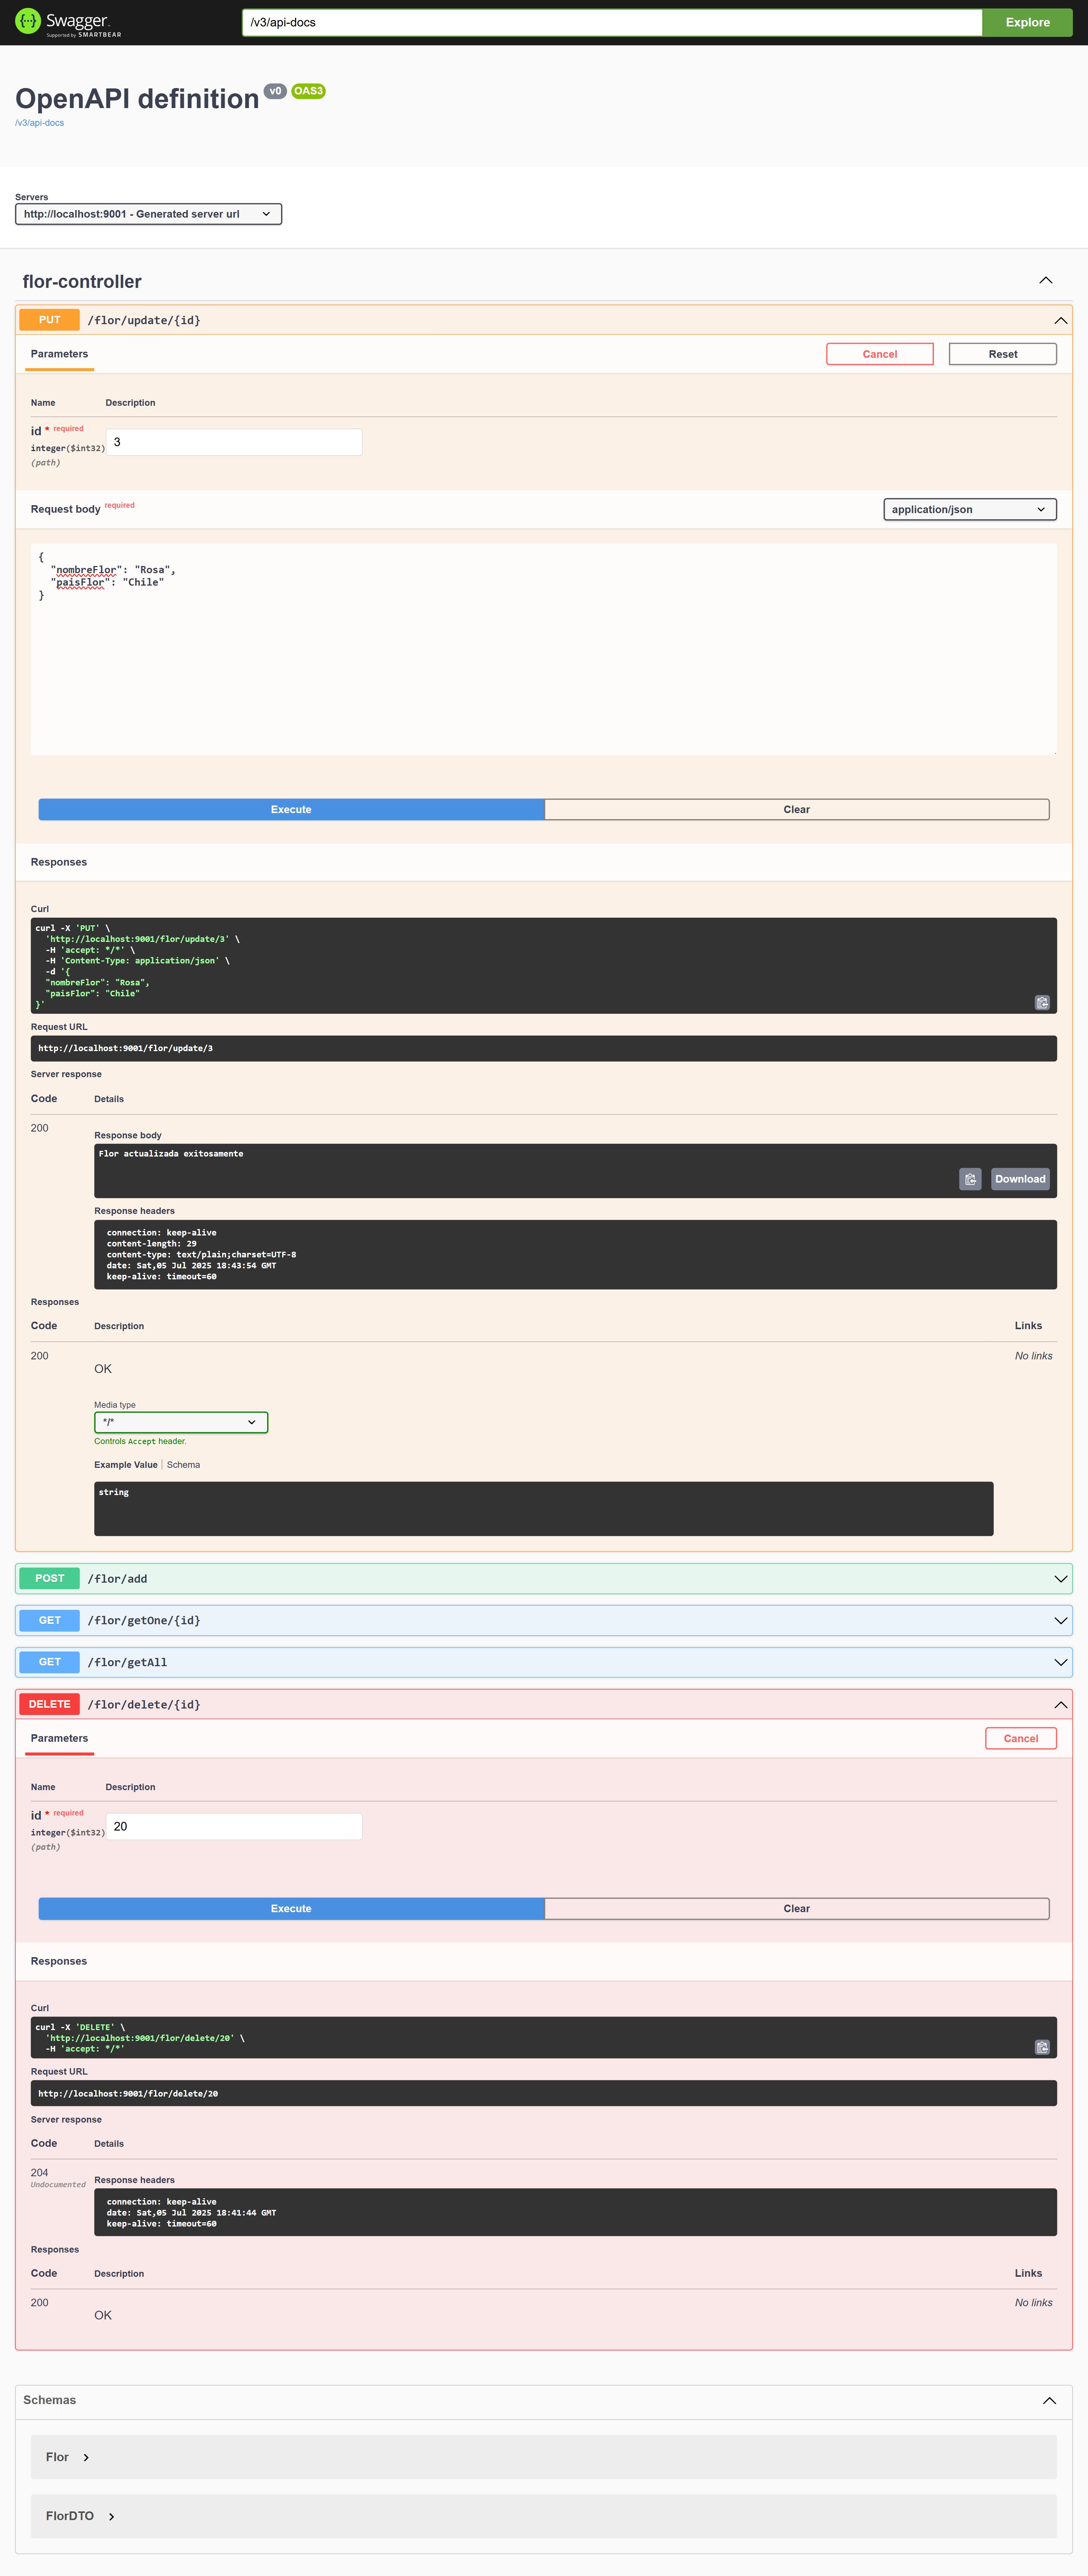 Swagger.
Supported by SMARTBEAR
/v3/api-docs
Explore
OpenAPI definition v0 OAS3
/v3/api-docs
Servers
http://localhost:9001 - Generated server url
flor-controller
PUT /flor/update/{id}
Parameters
Cancel
Reset
Name Description
id * required
integer($int32)
(path)
3
Request body required
application/json
{
  "nombreFlor": "Rosa",
  "paisFlor": "Chile"
}
Execute
Clear
Responses
Curl
curl -X 'PUT' \
  'http://localhost:9001/flor/update/3' \
  -H 'accept: */*' \
  -H 'Content-Type: application/json' \
  -d '{
  "nombreFlor": "Rosa",
  "paisFlor": "Chile"
}'
Request URL
http://localhost:9001/flor/update/3
Server response
Code Details
200
Response body
Flor actualizada exitosamente
Download
Response headers
connection: keep-alive
content-length: 29
content-type: text/plain;charset=UTF-8
date: Sat,05 Jul 2025 18:43:54 GMT
keep-alive: timeout=60
Responses
Code Description Links
200
OK
No links
Media type
*/*
Controls Accept header.
Example Value | Schema
string
POST /flor/add
GET /flor/getOne/{id}
GET /flor/getAll
DELETE /flor/delete/{id}
Parameters
Cancel
Name Description
id * required
integer($int32)
(path)
20
Execute
Clear
Responses
Curl
curl -X 'DELETE' \
  'http://localhost:9001/flor/delete/20' \
  -H 'accept: */*'
Request URL
http://localhost:9001/flor/delete/20
Server response
Code Details
204
Undocumented
Response headers
connection: keep-alive
date: Sat,05 Jul 2025 18:41:44 GMT
keep-alive: timeout=60
Responses
Code Description Links
200
OK
No links
Schemas
Flor
FlorDTO